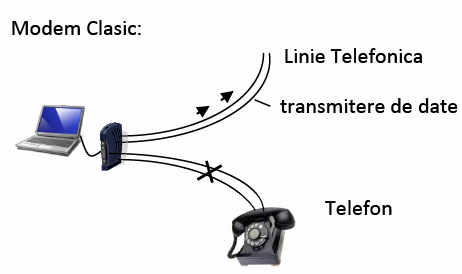 Modem Clasic:
Linie Telefonica
transmitere de date
Telefon